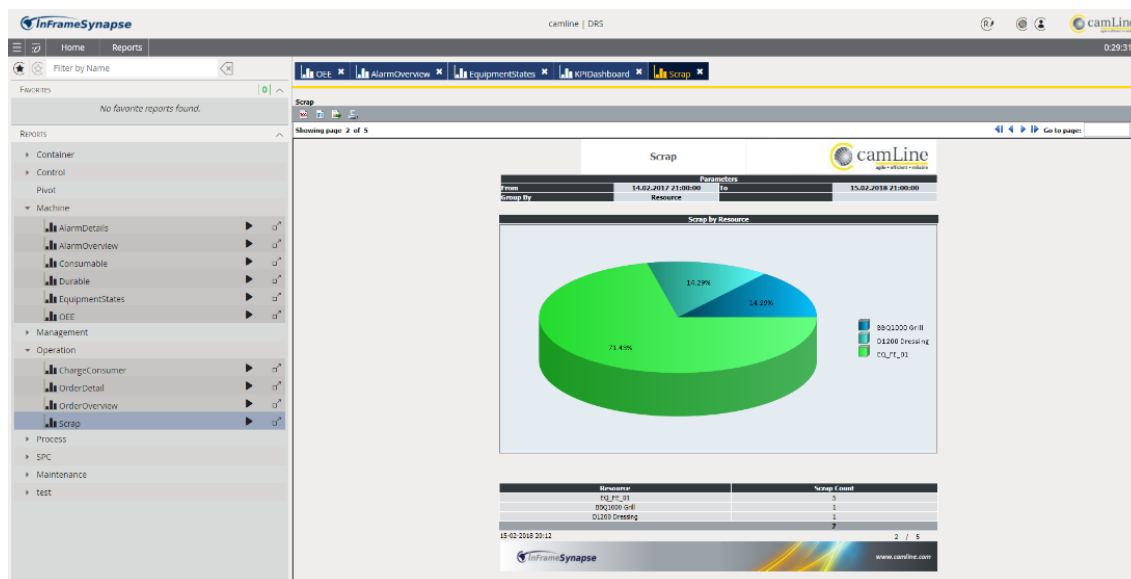 InFrameSynapse
camline | DRS
camLine
Home
Reports
0:29:31
Filter by Name
OEE
AlarmOverview
EquipmentStates
KPIDashboard
Scrap
FAVORITES
0
No favorite reports found.
Scrap
REPORTS
Showing page 2 of 5
Go to page:
Container
Control
Pivot
Machine
AlarmDetails
AlarmOverview
Consumable
Durable
EquipmentStates
OEE
Management
Operation
ChargeConsumer
OrderDetail
OrderOverview
Scrap
Process
SPC
Maintenance
test
Scrap
camLine
agile - efficient - reliable
Parameters
From 14.02.2017 21:00:00 To 15.02.2018 21:00:00
Group By Resource
Scrap by Resource
14.29%
14.29%
71.43%
BBQ1000 Grill
D1200 Dressing
EQ_FE_01
Resource Scrap Count
EQ_FE_01 5
BBQ1000 Grill 1
D1200 Dressing 1
7
15-02-2018 20:12
2 / 5
InFrameSynapse
www.camline.com